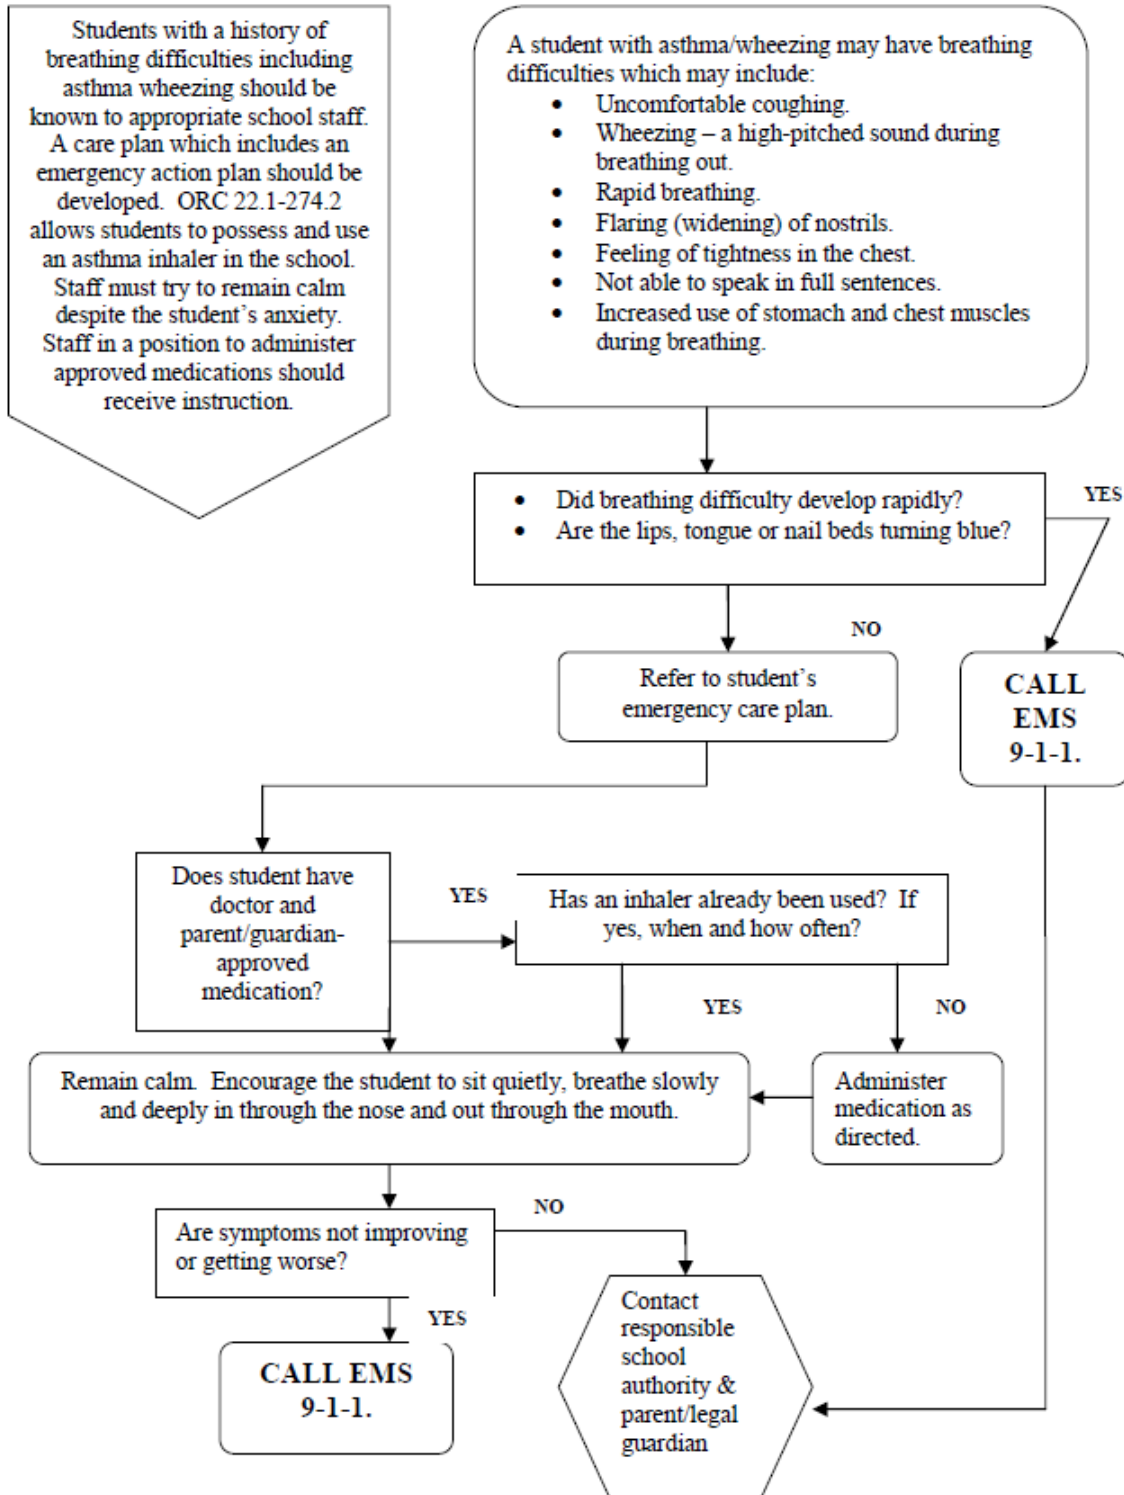 Students with a history of
breathing difficulties including
asthma wheezing should be
known to appropriate school staff.
A care plan which includes an
emergency action plan should be
developed.  ORC 22.1-274.2
allows students to possess and use
an asthma inhaler in the school.
Staff must try to remain calm
despite the student's anxiety.
Staff in a position to administer
approved medications should
receive instruction.
A student with asthma/wheezing may have breathing
difficulties which may include:
• Uncomfortable coughing.
• Wheezing – a high-pitched sound during
breathing out.
• Rapid breathing.
• Flaring (widening) of nostrils.
• Feeling of tightness in the chest.
• Not able to speak in full sentences.
• Increased use of stomach and chest muscles
during breathing.
• Did breathing difficulty develop rapidly?
• Are the lips, tongue or nail beds turning blue?
YES
NO
Refer to student's
emergency care plan.
CALL
EMS
9-1-1.
Does student have
doctor and
parent/guardian-
approved
medication?
YES
Has an inhaler already been used?  If
yes, when and how often?
YES
NO
Remain calm.  Encourage the student to sit quietly, breathe slowly
and deeply in through the nose and out through the mouth.
Administer
medication as
directed.
Are symptoms not improving
or getting worse?
NO
YES
CALL EMS
9-1-1.
Contact
responsible
school
authority &
parent/legal
guardian